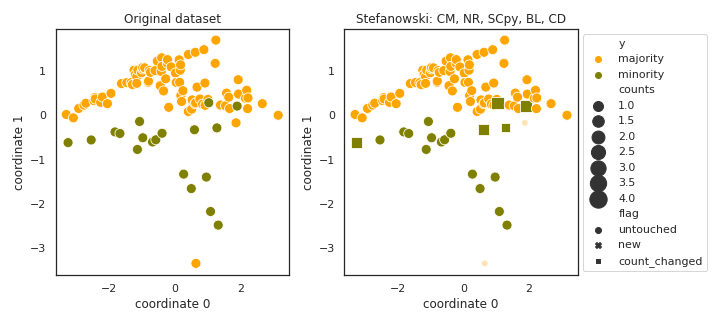 Original dataset
Stefanowski: CM, NR, SCpy, BL, CD
coordinate 1
1
0
−1
−2
−3
−2
0
2
coordinate 0
coordinate 1
1
0
−1
−2
−3
−2
0
2
coordinate 0
y
majority
minority
counts
1.0
1.5
2.0
2.5
3.0
3.5
4.0
flag
untouched
new
count_changed